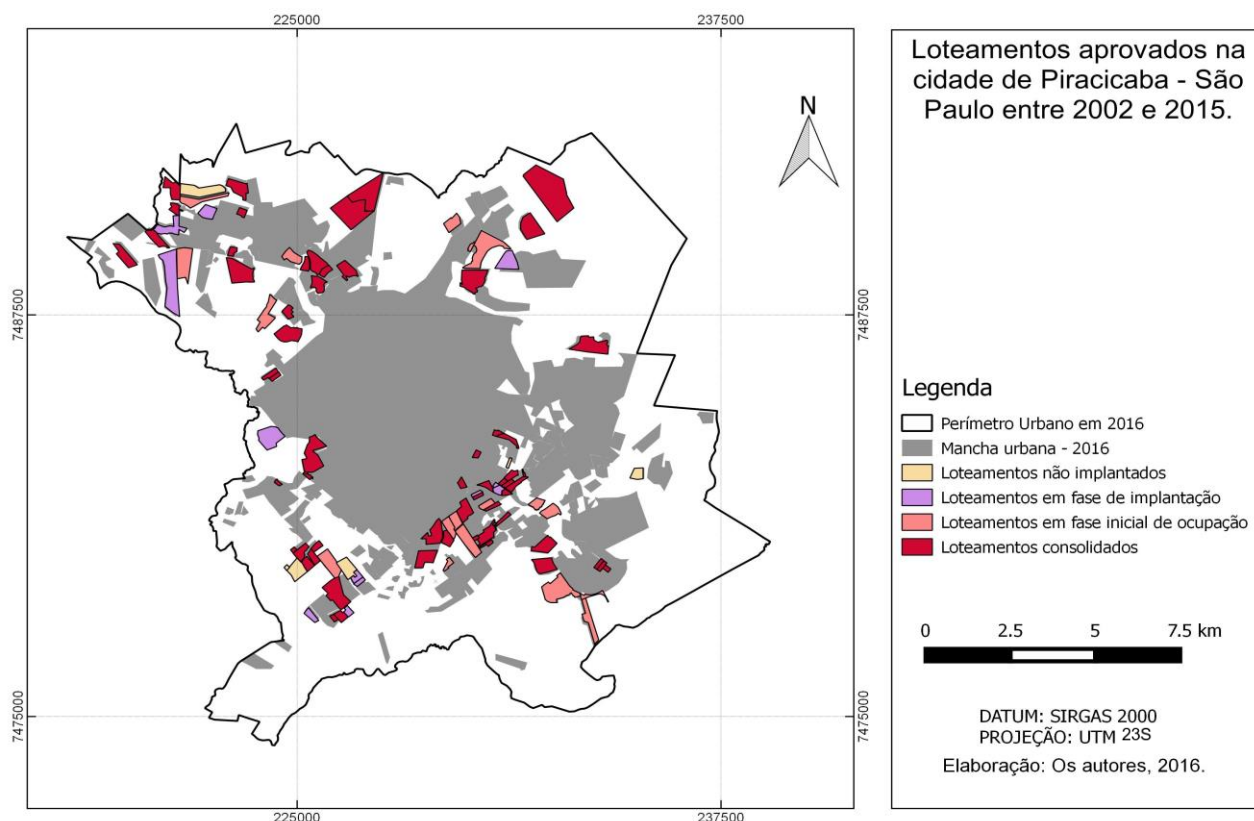 225000
237500
7487500
7487500
7475000
7475000
225000
237500
N
Loteamentos aprovados na
cidade de Piracicaba - São
Paulo entre 2002 e 2015.
Legenda
Perímetro Urbano em 2016
Mancha urbana - 2016
Loteamentos não implantados
Loteamentos em fase de implantação
Loteamentos em fase inicial de ocupação
Loteamentos consolidados
0 2.5 5 7.5 km
DATUM: SIRGAS 2000
PROJEÇÃO: UTM 23S
Elaboração: Os autores, 2016.